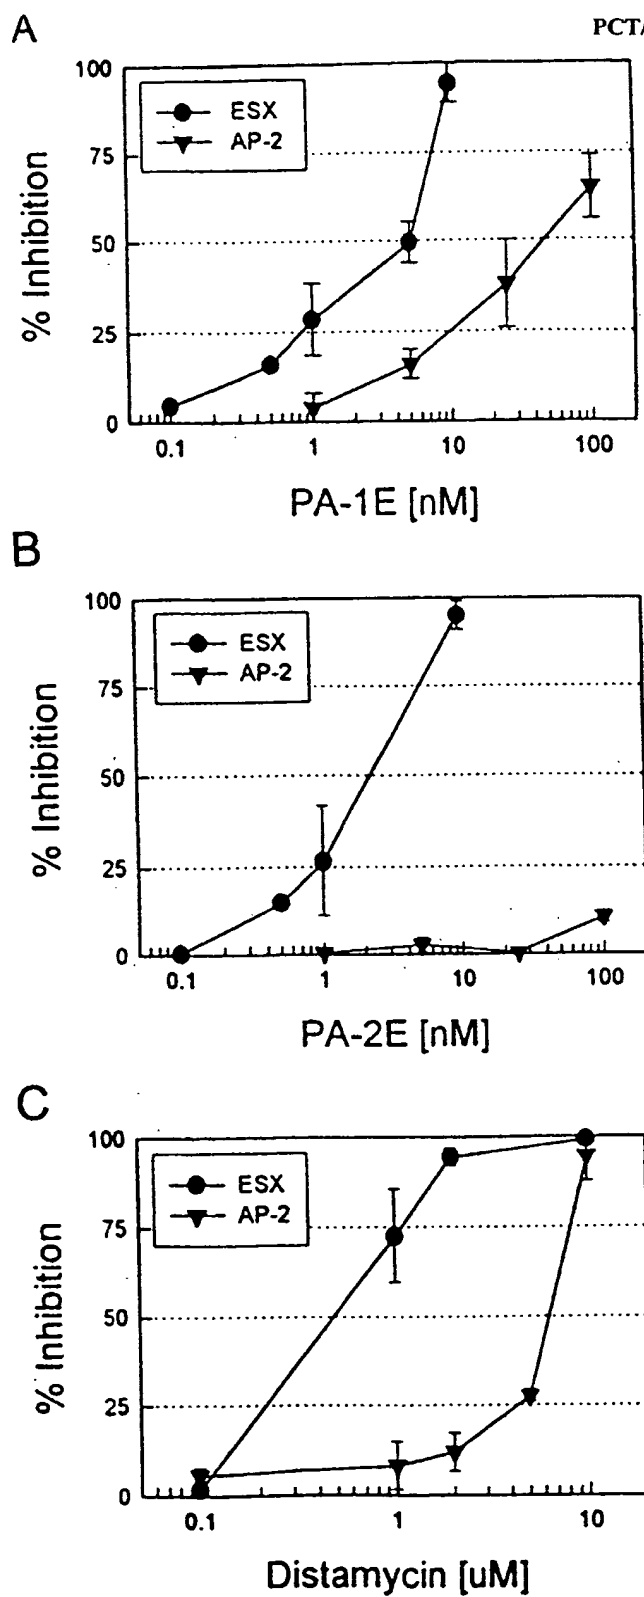 A
PCT
100
75
50
25
0
% Inhibition
ESX
AP-2
0.1 1 10 100
PA-1E [nM]
B
100
75
50
25
0
% Inhibition
ESX
AP-2
0.1 1 10 100
PA-2E [nM]
C
100
75
50
25
0
% Inhibition
ESX
AP-2
0.1 1 10
Distamycin [uM]